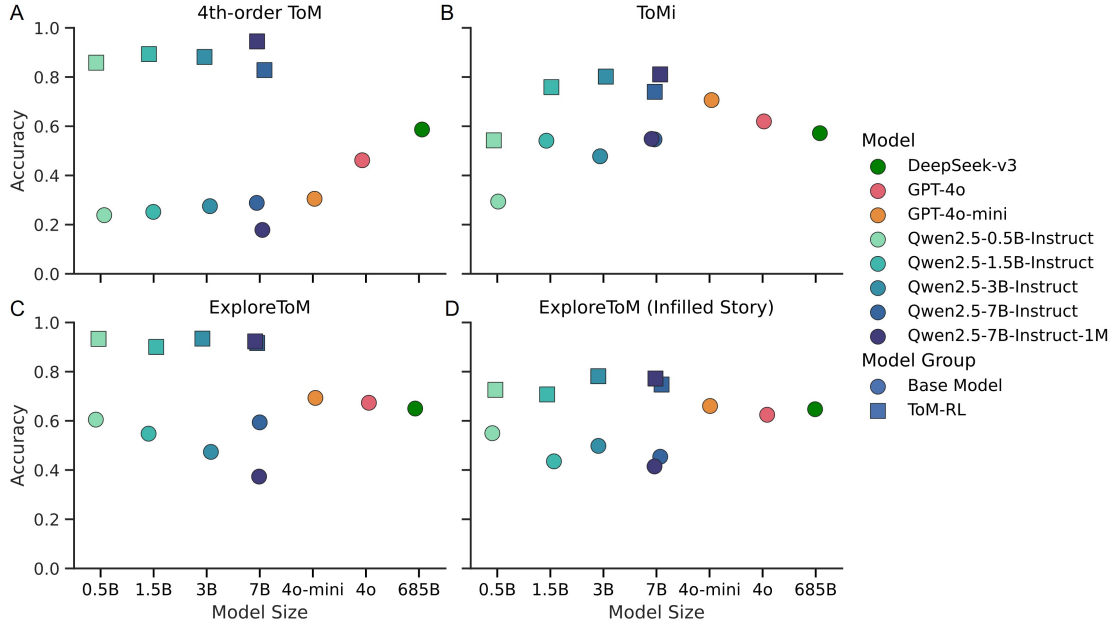 A
4th-order ToM
1.0
0.8
0.6
0.4
0.2
0.0
Accuracy
B
ToMi
C
ExploreToM
1.0
0.8
0.6
0.4
0.2
0.0
Accuracy
0.5B 1.5B 3B 7B 4o-mini 4o 685B
Model Size
D
ExploreToM (Infilled Story)
0.5B 1.5B 3B 7B 4o-mini 4o 685B
Model Size
Model
DeepSeek-v3
GPT-4o
GPT-4o-mini
Qwen2.5-0.5B-Instruct
Qwen2.5-1.5B-Instruct
Qwen2.5-3B-Instruct
Qwen2.5-7B-Instruct
Qwen2.5-7B-Instruct-1M
Model Group
Base Model
ToM-RL